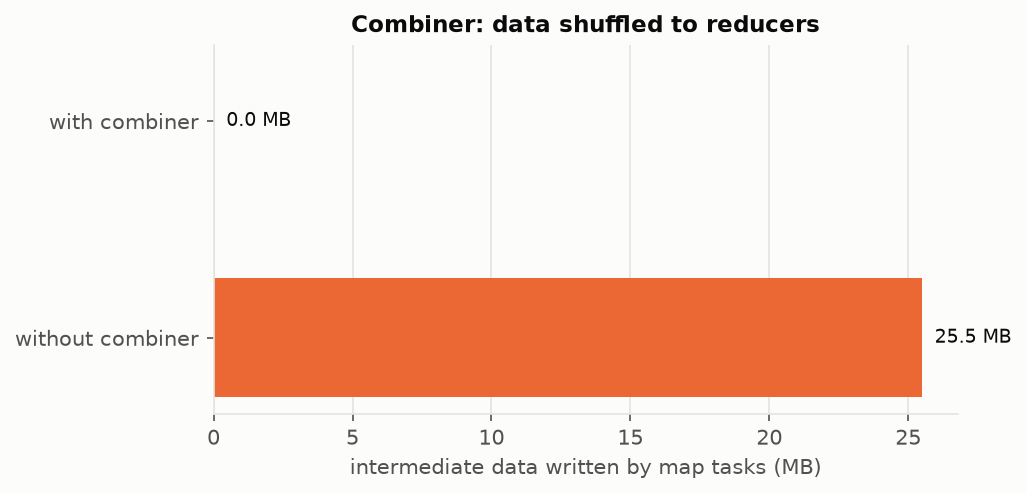 Combiner: data shuffled to reducers
with combiner
0.0 MB
without combiner
25.5 MB
0 5 10 15 20 25
intermediate data written by map tasks (MB)